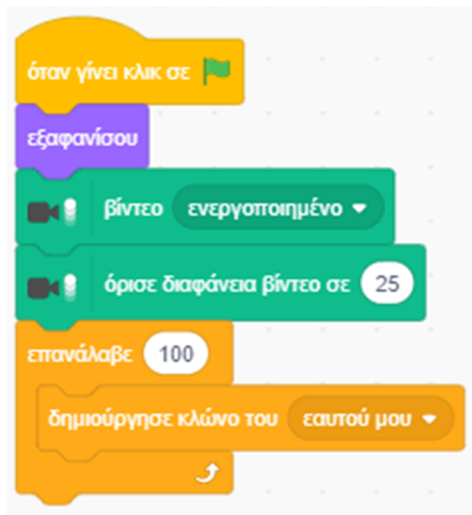 όταν γίνει κλικ σε
εξαφανίσου
βίντεο ενεργοποιημένο
όρισε διαφάνεια βίντεο σε 25
επανάλαβε 100
δημιούργησε κλώνο του εαυτού μου